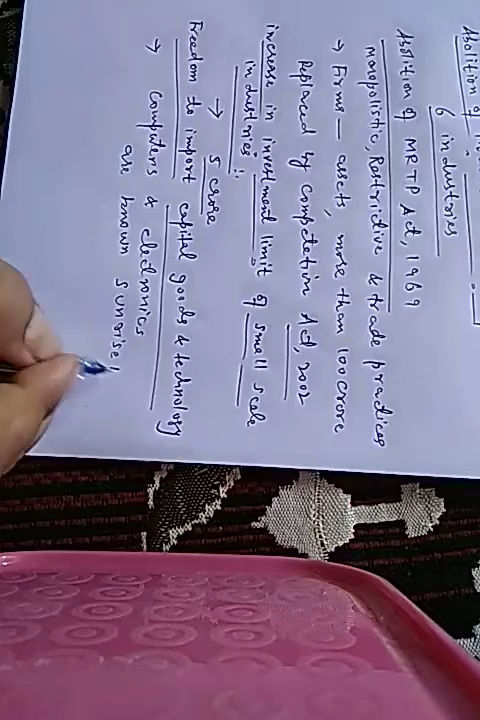 Abolition of
6 industries
Abolition of MRTP Act, 1969
Monopolistic, Restrictive & trade practices
→ Firms — assets, more than 100 crore
Replaced by Competetion Act, 2002
increase in investment limit of small scale
industries:
→ 5 crore
Freedom to import capital goods & technology
→ Computers & electronics
are known sunrise